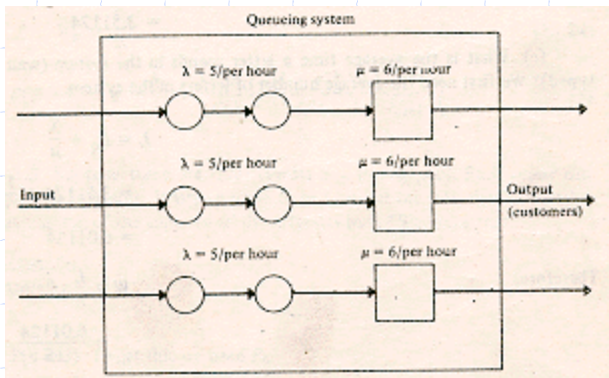 Queueing system
λ = 5/per hour
μ = 6/per hour
λ = 5/per hour
μ = 6/per hour
Input
Output
(customers)
λ = 5/per hour
μ = 6/per hour